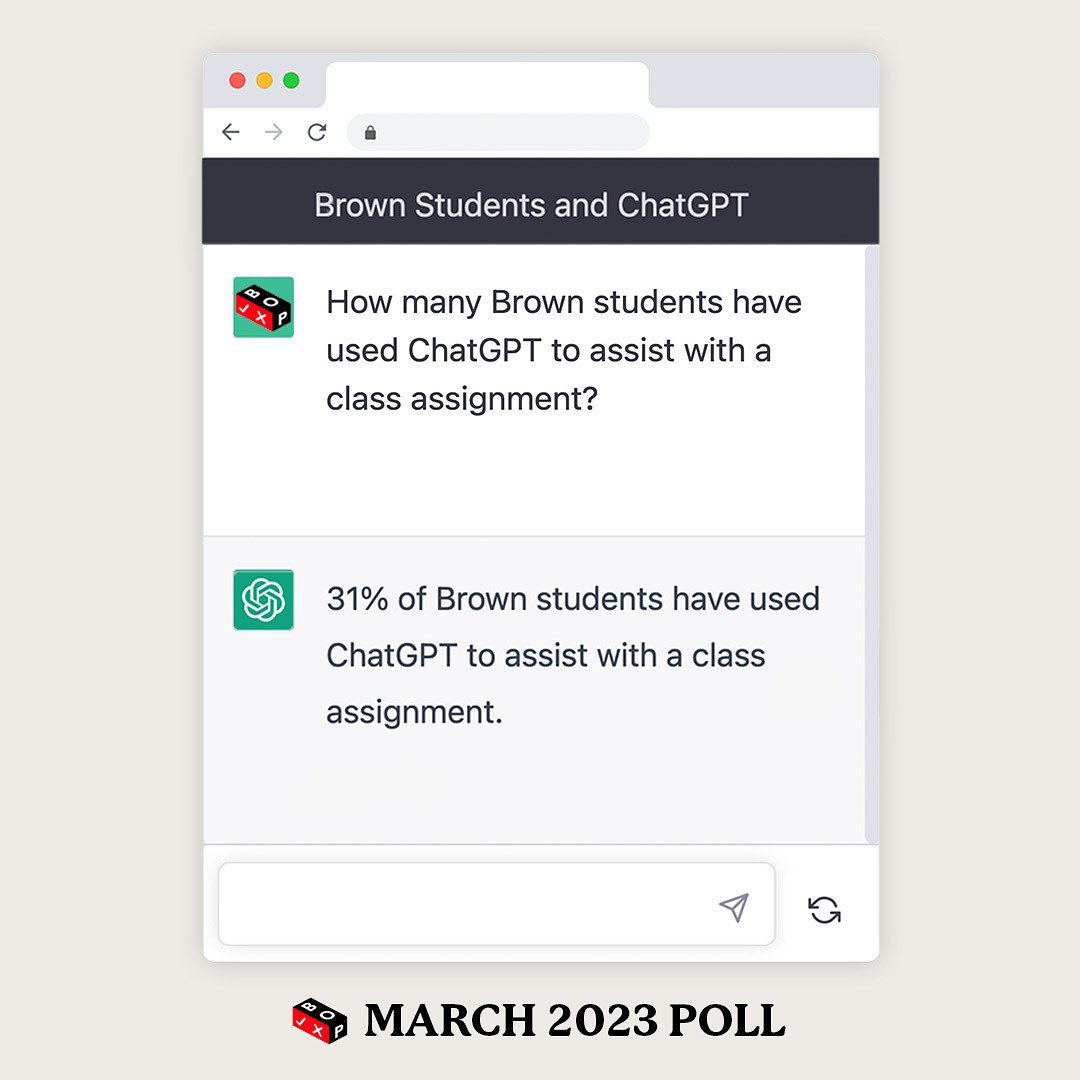 Brown Students and ChatGPT
How many Brown students have
used ChatGPT to assist with a
class assignment?
31% of Brown students have used
ChatGPT to assist with a class
assignment.
MARCH 2023 POLL